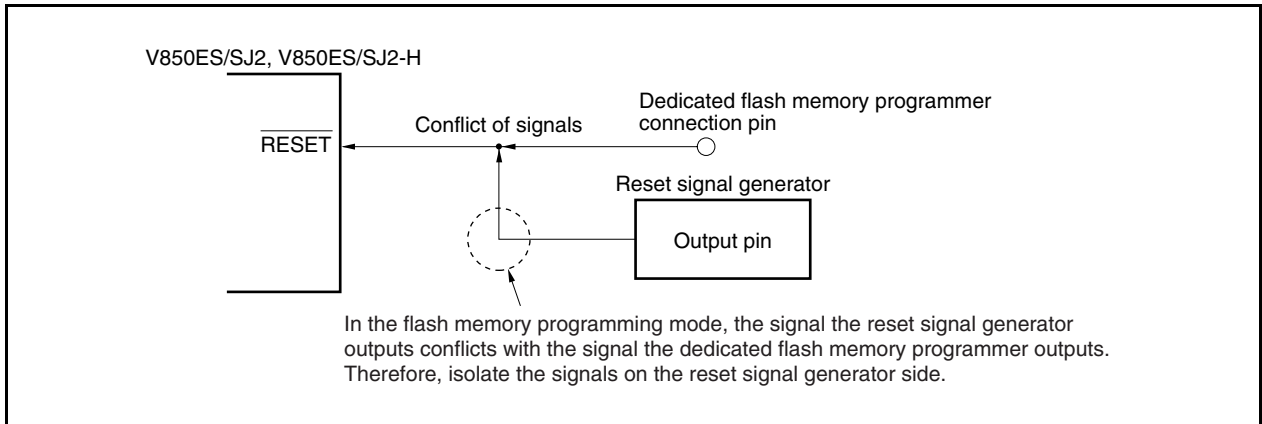 V850ES/SJ2, V850ES/SJ2-H
Dedicated flash memory programmer
connection pin
Conflict of signals
RESET
Reset signal generator
Output pin
In the flash memory programming mode, the signal the reset signal generator
outputs conflicts with the signal the dedicated flash memory programmer outputs.
Therefore, isolate the signals on the reset signal generator side.